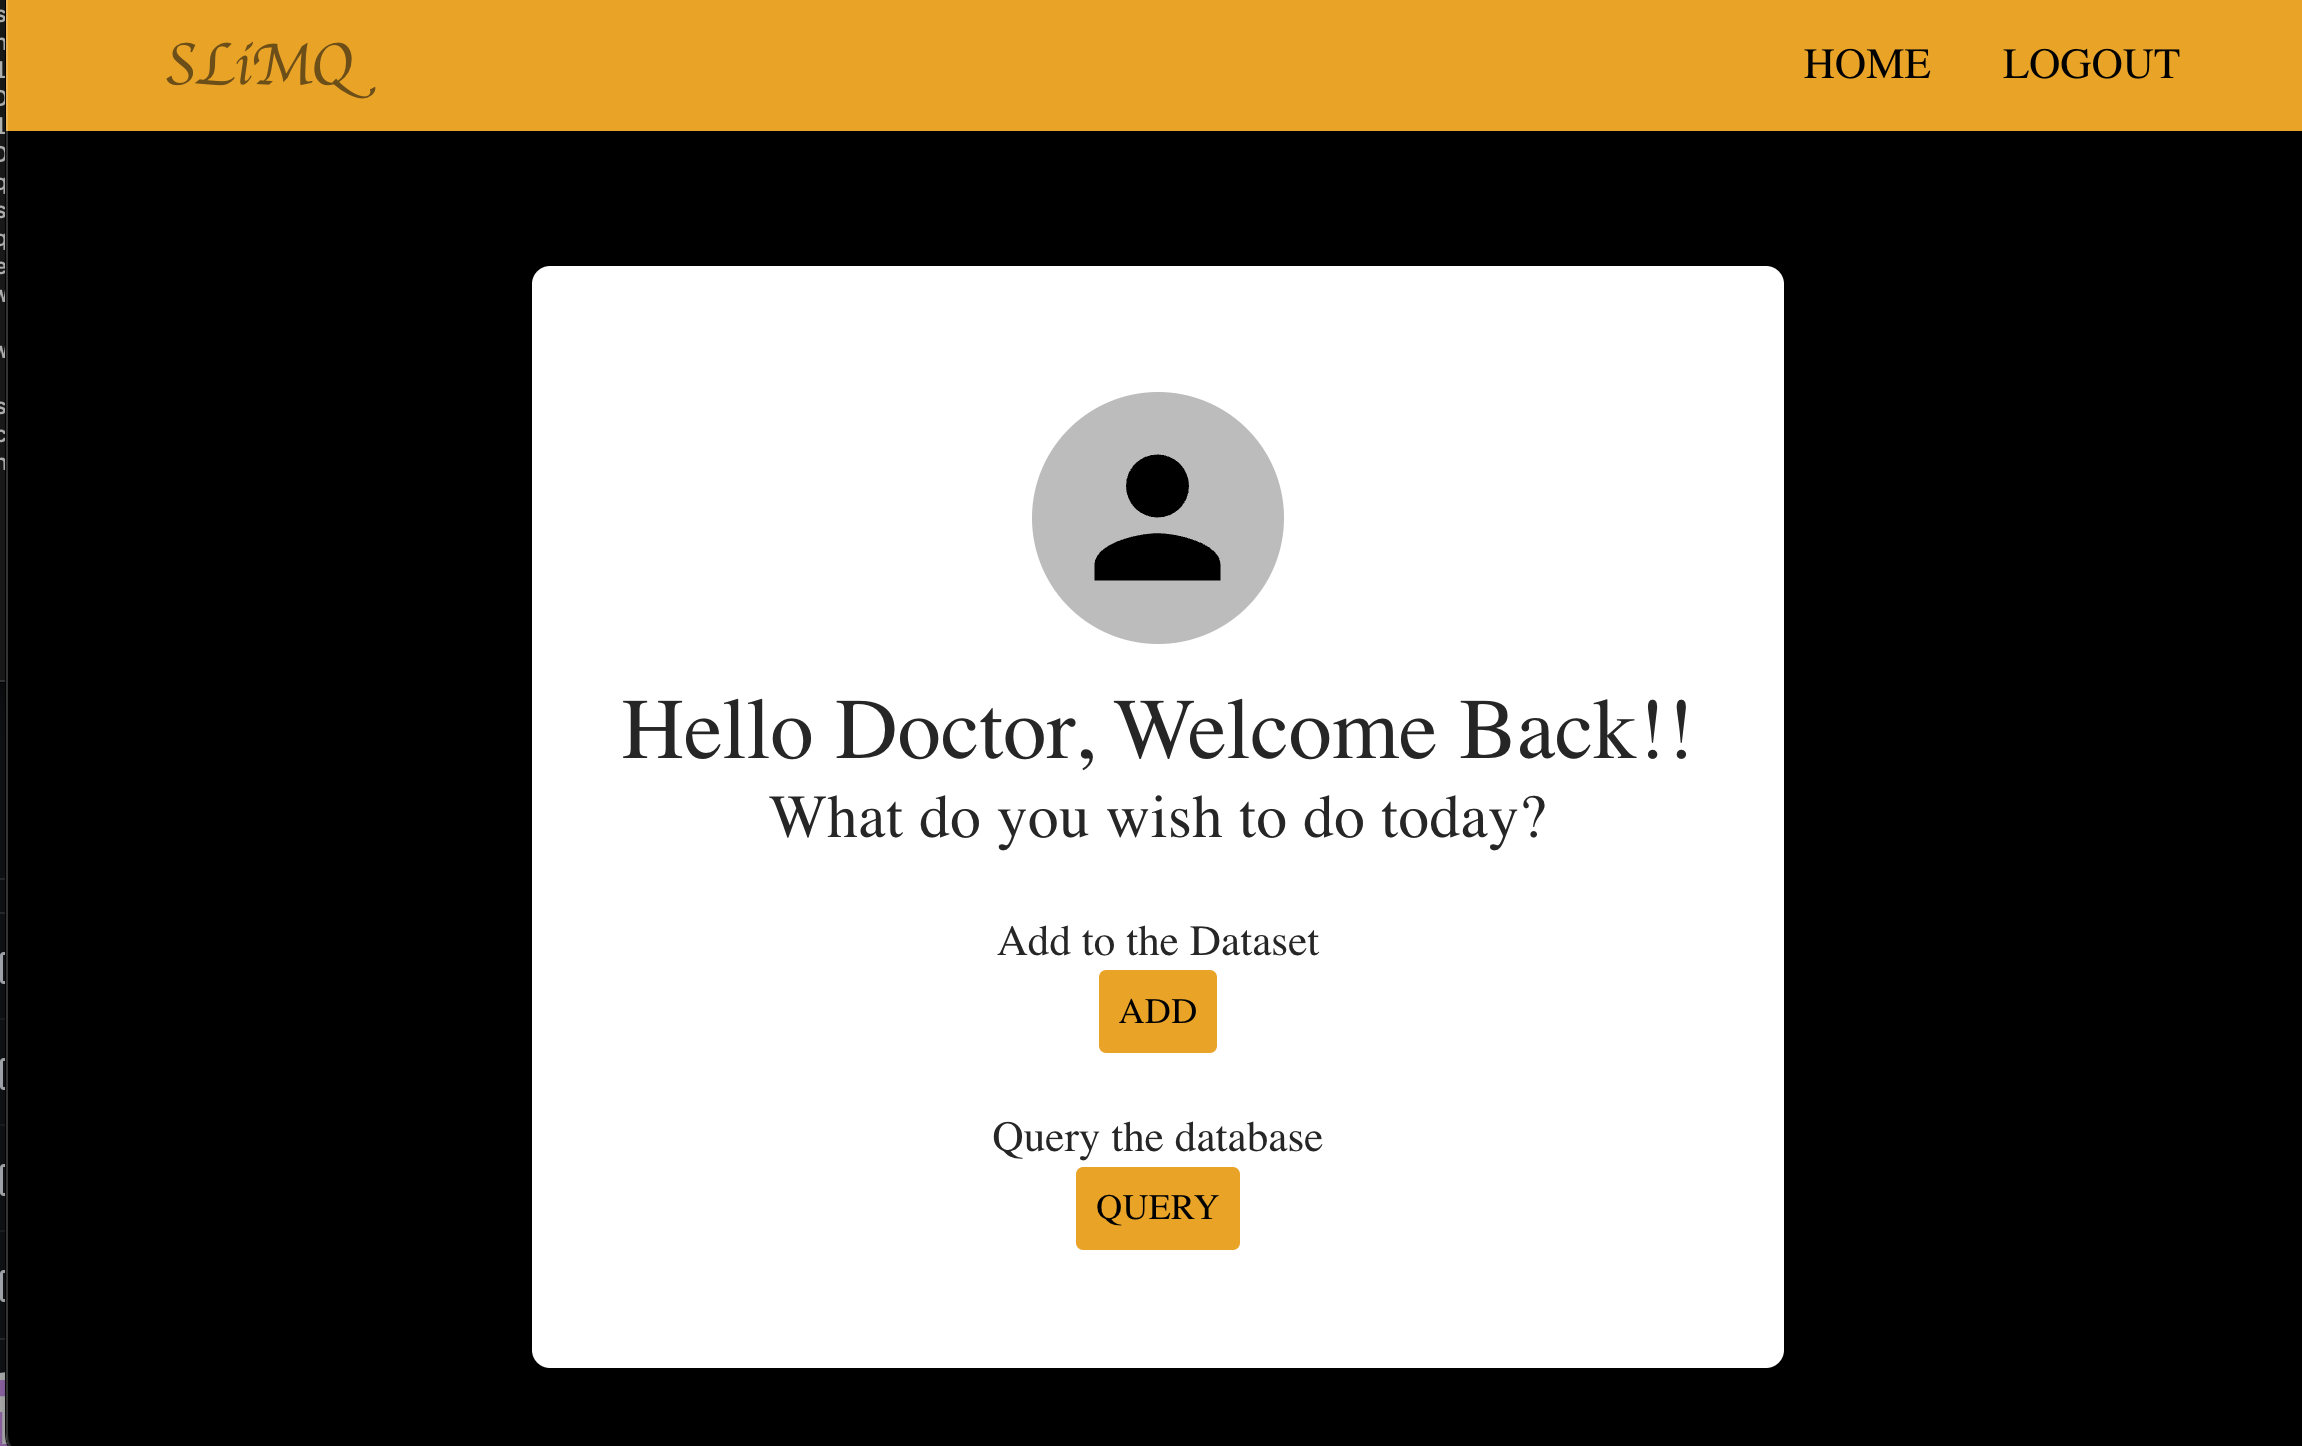 SLiMQ
HOME LOGOUT
Hello Doctor, Welcome Back!!
What do you wish to do today?
Add to the Dataset
ADD
Query the database
QUERY